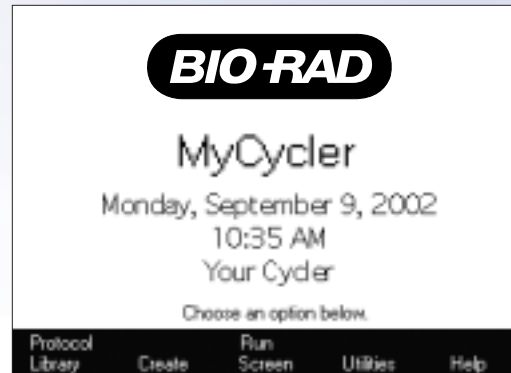 BIO-RAD
MyCycler
Monday, September 9, 2002
10:35 AM
Your Cycler
Choose an option below.
Protocol Library Create Run Screen Utilities Help